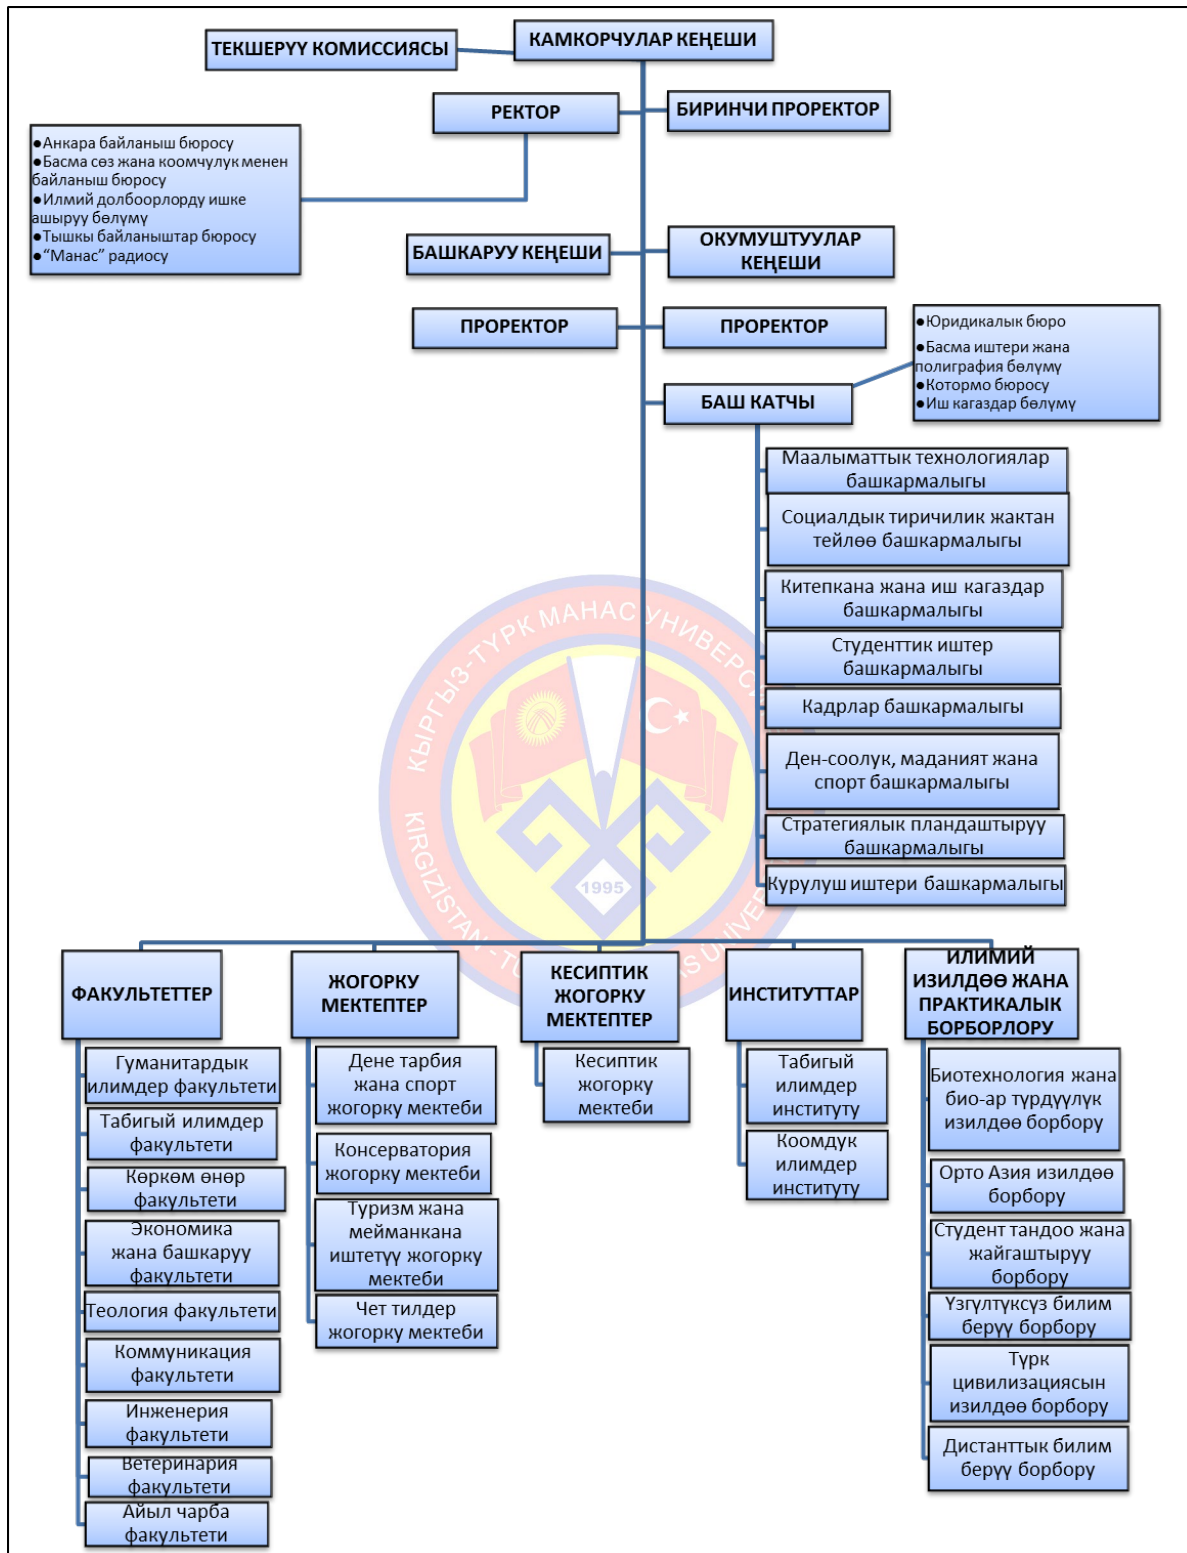 КАМКОРЧУЛАР КЕҢЕШИ
ТЕКШЕРҮҮ КОМИССИЯСЫ
РЕКТОР
БИРИНЧИ ПРОРЕКТОР
●Анкара байланыш бюросу
●Басма сөз жана коомчулук менен
байланыш бюросу
●Илмий долбоорлорду ишке
ашыруу бөлүмү
●Тышкы байланыштар бюросу
●“Манас” радиосу
БАШКАРУУ КЕҢЕШИ
ОКУМУШТУУЛАР
КЕҢЕШИ
ПРОРЕКТОР
ПРОРЕКТОР
●Юридикалык бюро
●Басма иштери жана
полиграфия бөлүмү
●Котормо бюросу
●Иш кагаздар бөлүмү
БАШ КАТЧЫ
Маалыматтык технологиялар
башкармалыгы
Социалдык тиричилик жактан
тейлөө башкармалыгы
Китепкана жана иш кагаздар
башкармалыгы
Студенттик иштер
башкармалыгы
Кадрлар башкармалыгы
Ден-соолук, маданият жана
спорт башкармалыгы
Стратегиялык пландаштыруу
башкармалыгы
Курулуш иштери башкармалыгы
КЫРГЫЗ-ТҮРК МАНАС
KIRGIZİSTAN
1995
ФАКУЛЬТЕТТЕР
Гуманитардык
илимдер факультети
Табигый илимдер
факультети
Көркөм өнөр
факультети
Экономика
жана башкаруу
факультети
Теология факультети
Коммуникация
факультети
Инженерия
факультети
Ветеринария
факультети
Айыл чарба
факультети
ЖОГОРКУ
МЕКТЕПТЕР
Дене тарбия
жана спорт
жогорку мектеби
Консерватория
жогорку мектеби
Туризм жана
мейманкана
иштетүү жогорку
мектеби
Чет тилдер
жогорку мектеби
КЕСИПТИК
ЖОГОРКУ
МЕКТЕПТЕР
Кесиптик
жогорку
мектеби
ИНСТИТУТТАР
Табигый
илимдер
институту
Коомдук
илимдер
институту
ИЛИМИЙ
ИЗИЛДӨӨ ЖАНА
ПРАКТИКАЛЫК
БОРБОРЛОРУ
Биотехнология жана
био-ар түрдүүлүк
изилдөө борбору
Орто Азия изилдөө
борбору
Студент тандоо жана
жайгаштыруу
борбору
Үзгүлтүксүз билим
берүү борбору
Түрк
цивилизациясын
изилдөө борбору
Дистанттык билим
берүү борбору